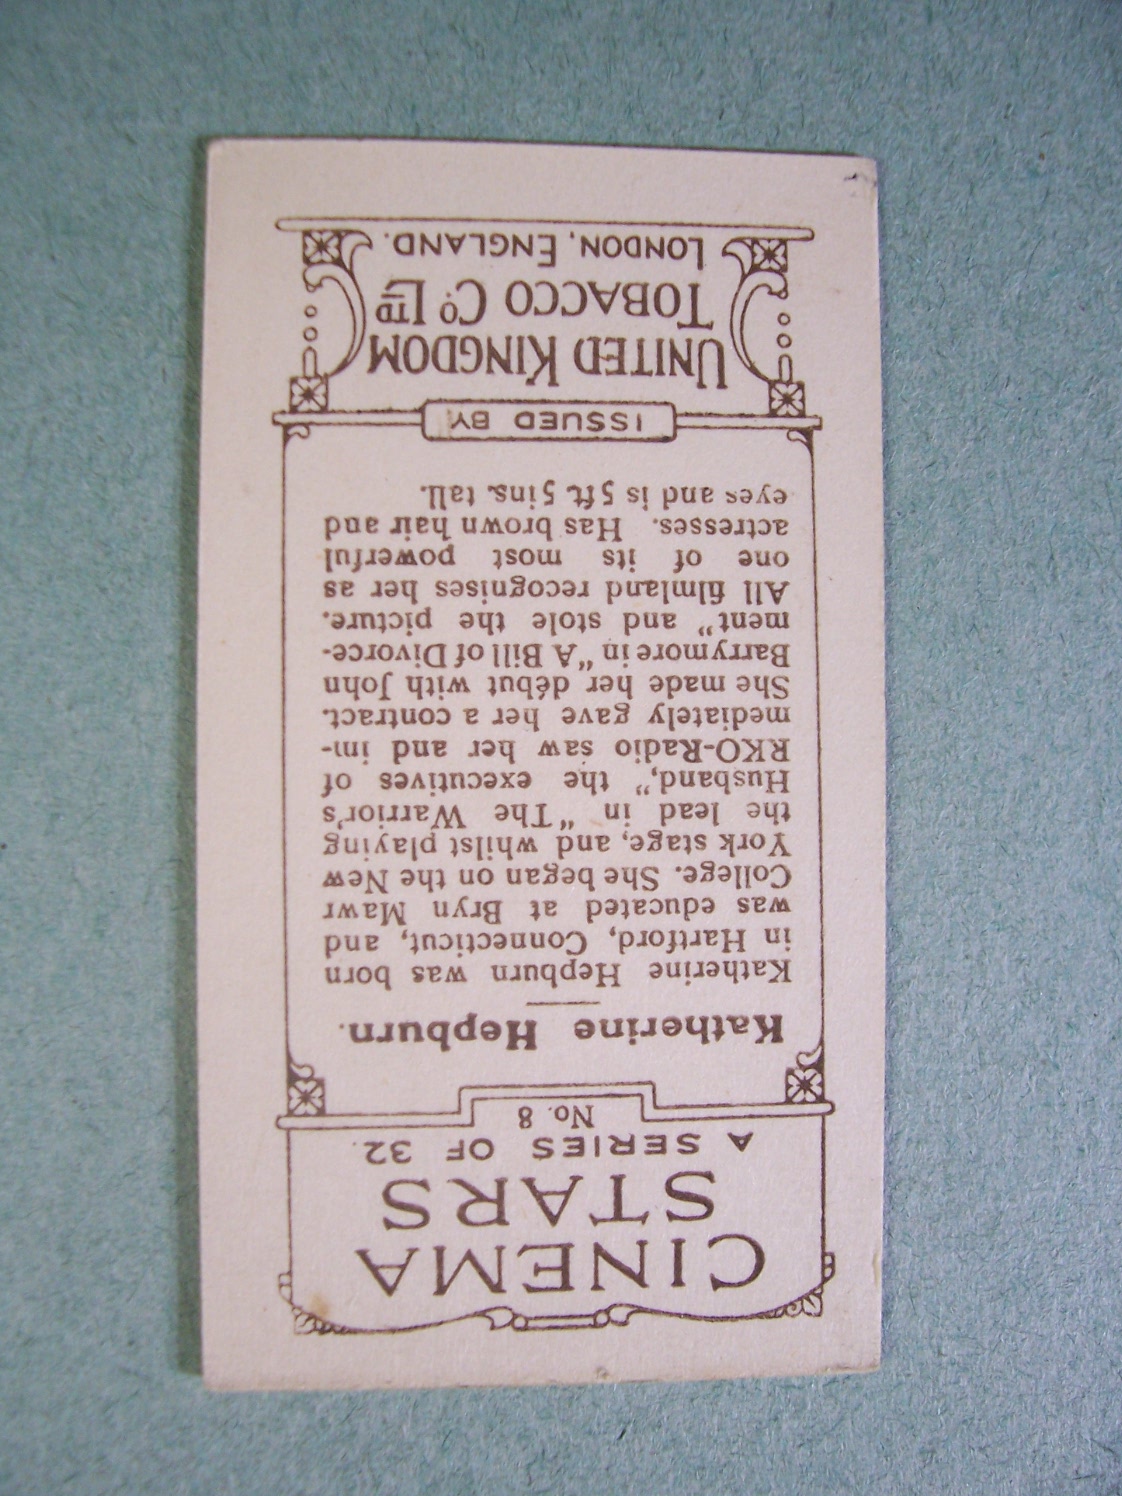 CINEMA
STARS
A SERIES OF 32.
No. 8
Katherine Hepburn.
Katherine Hepburn was born
in Hartford, Connecticut, and
was educated at Bryn Mawr
College. She began on the New
York stage, and whilst playing
the lead in "The Warrior's
Husband," the executives of
RKO-Radio saw her and im-
mediately gave her a contract.
She made her début with John
Barrymore in "A Bill of Divorce-
ment" and stole the picture.
All filmland recognises her as
one of its most powerful
actresses. Has brown hair and
eyes and is 5 ft. 5 ins. tall.
ISSUED BY
UNITED KINGDOM
TOBACCO CO LTD
LONDON, ENGLAND.